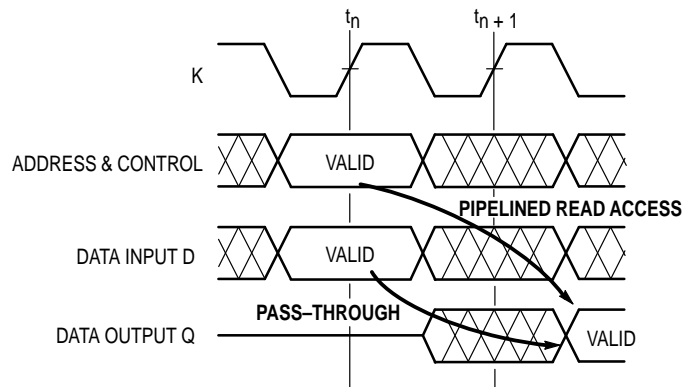 tn
tn + 1
K
ADDRESS & CONTROL
VALID
PIPELINED READ ACCESS
DATA INPUT D
VALID
PASS–THROUGH
DATA OUTPUT Q
VALID